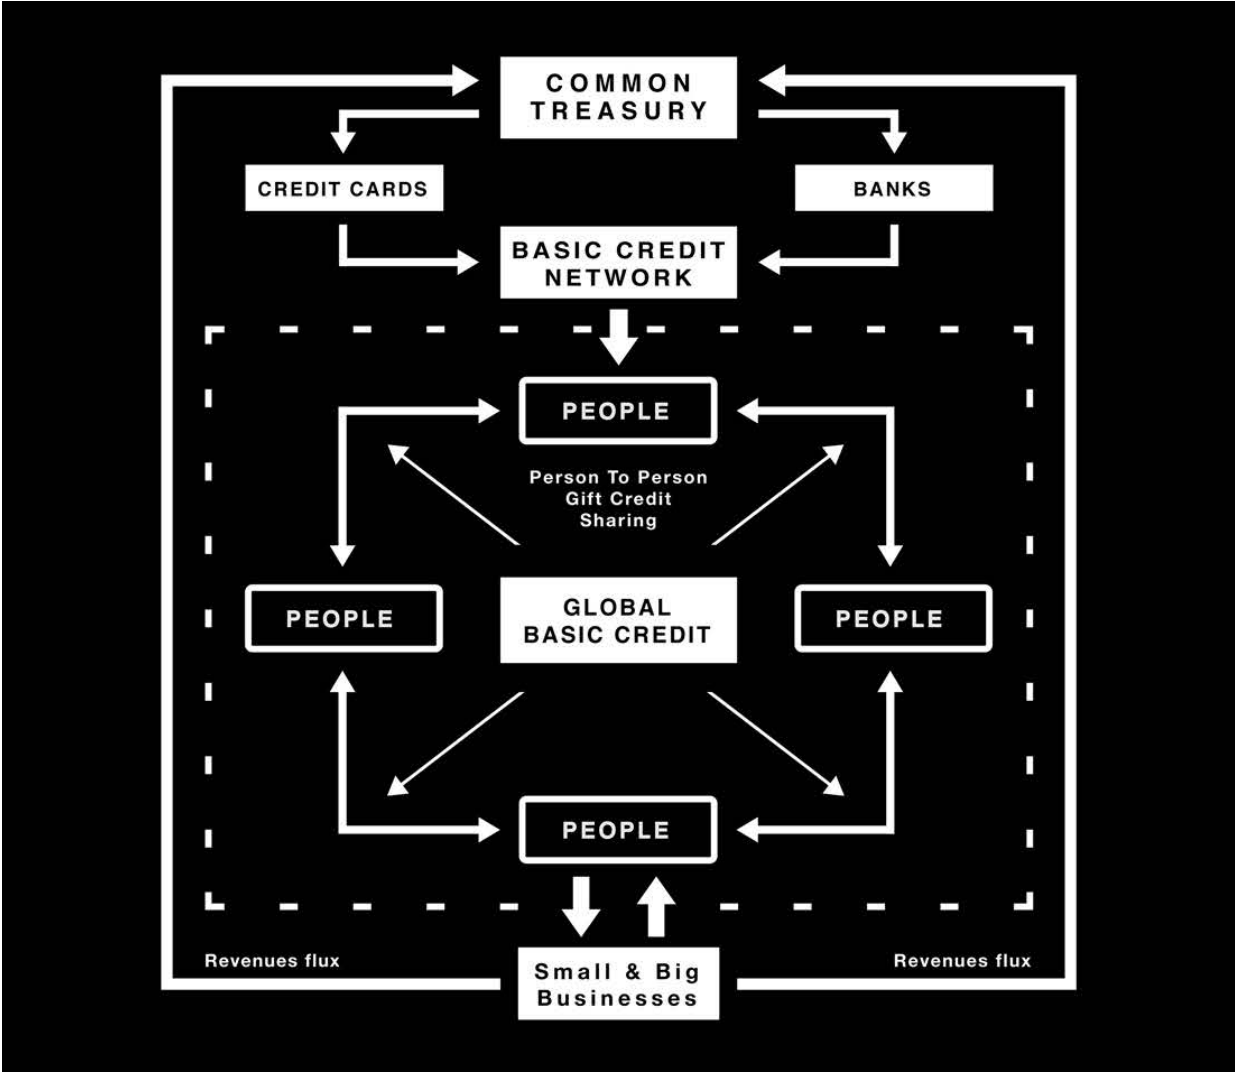 COMMON
TREASURY
CREDIT CARDS
BANKS
BASIC CREDIT
NETWORK
PEOPLE
Person To Person
Gift Credit
Sharing
GLOBAL
BASIC CREDIT
PEOPLE
PEOPLE
PEOPLE
Revenues flux
Revenues flux
Small & Big
Businesses